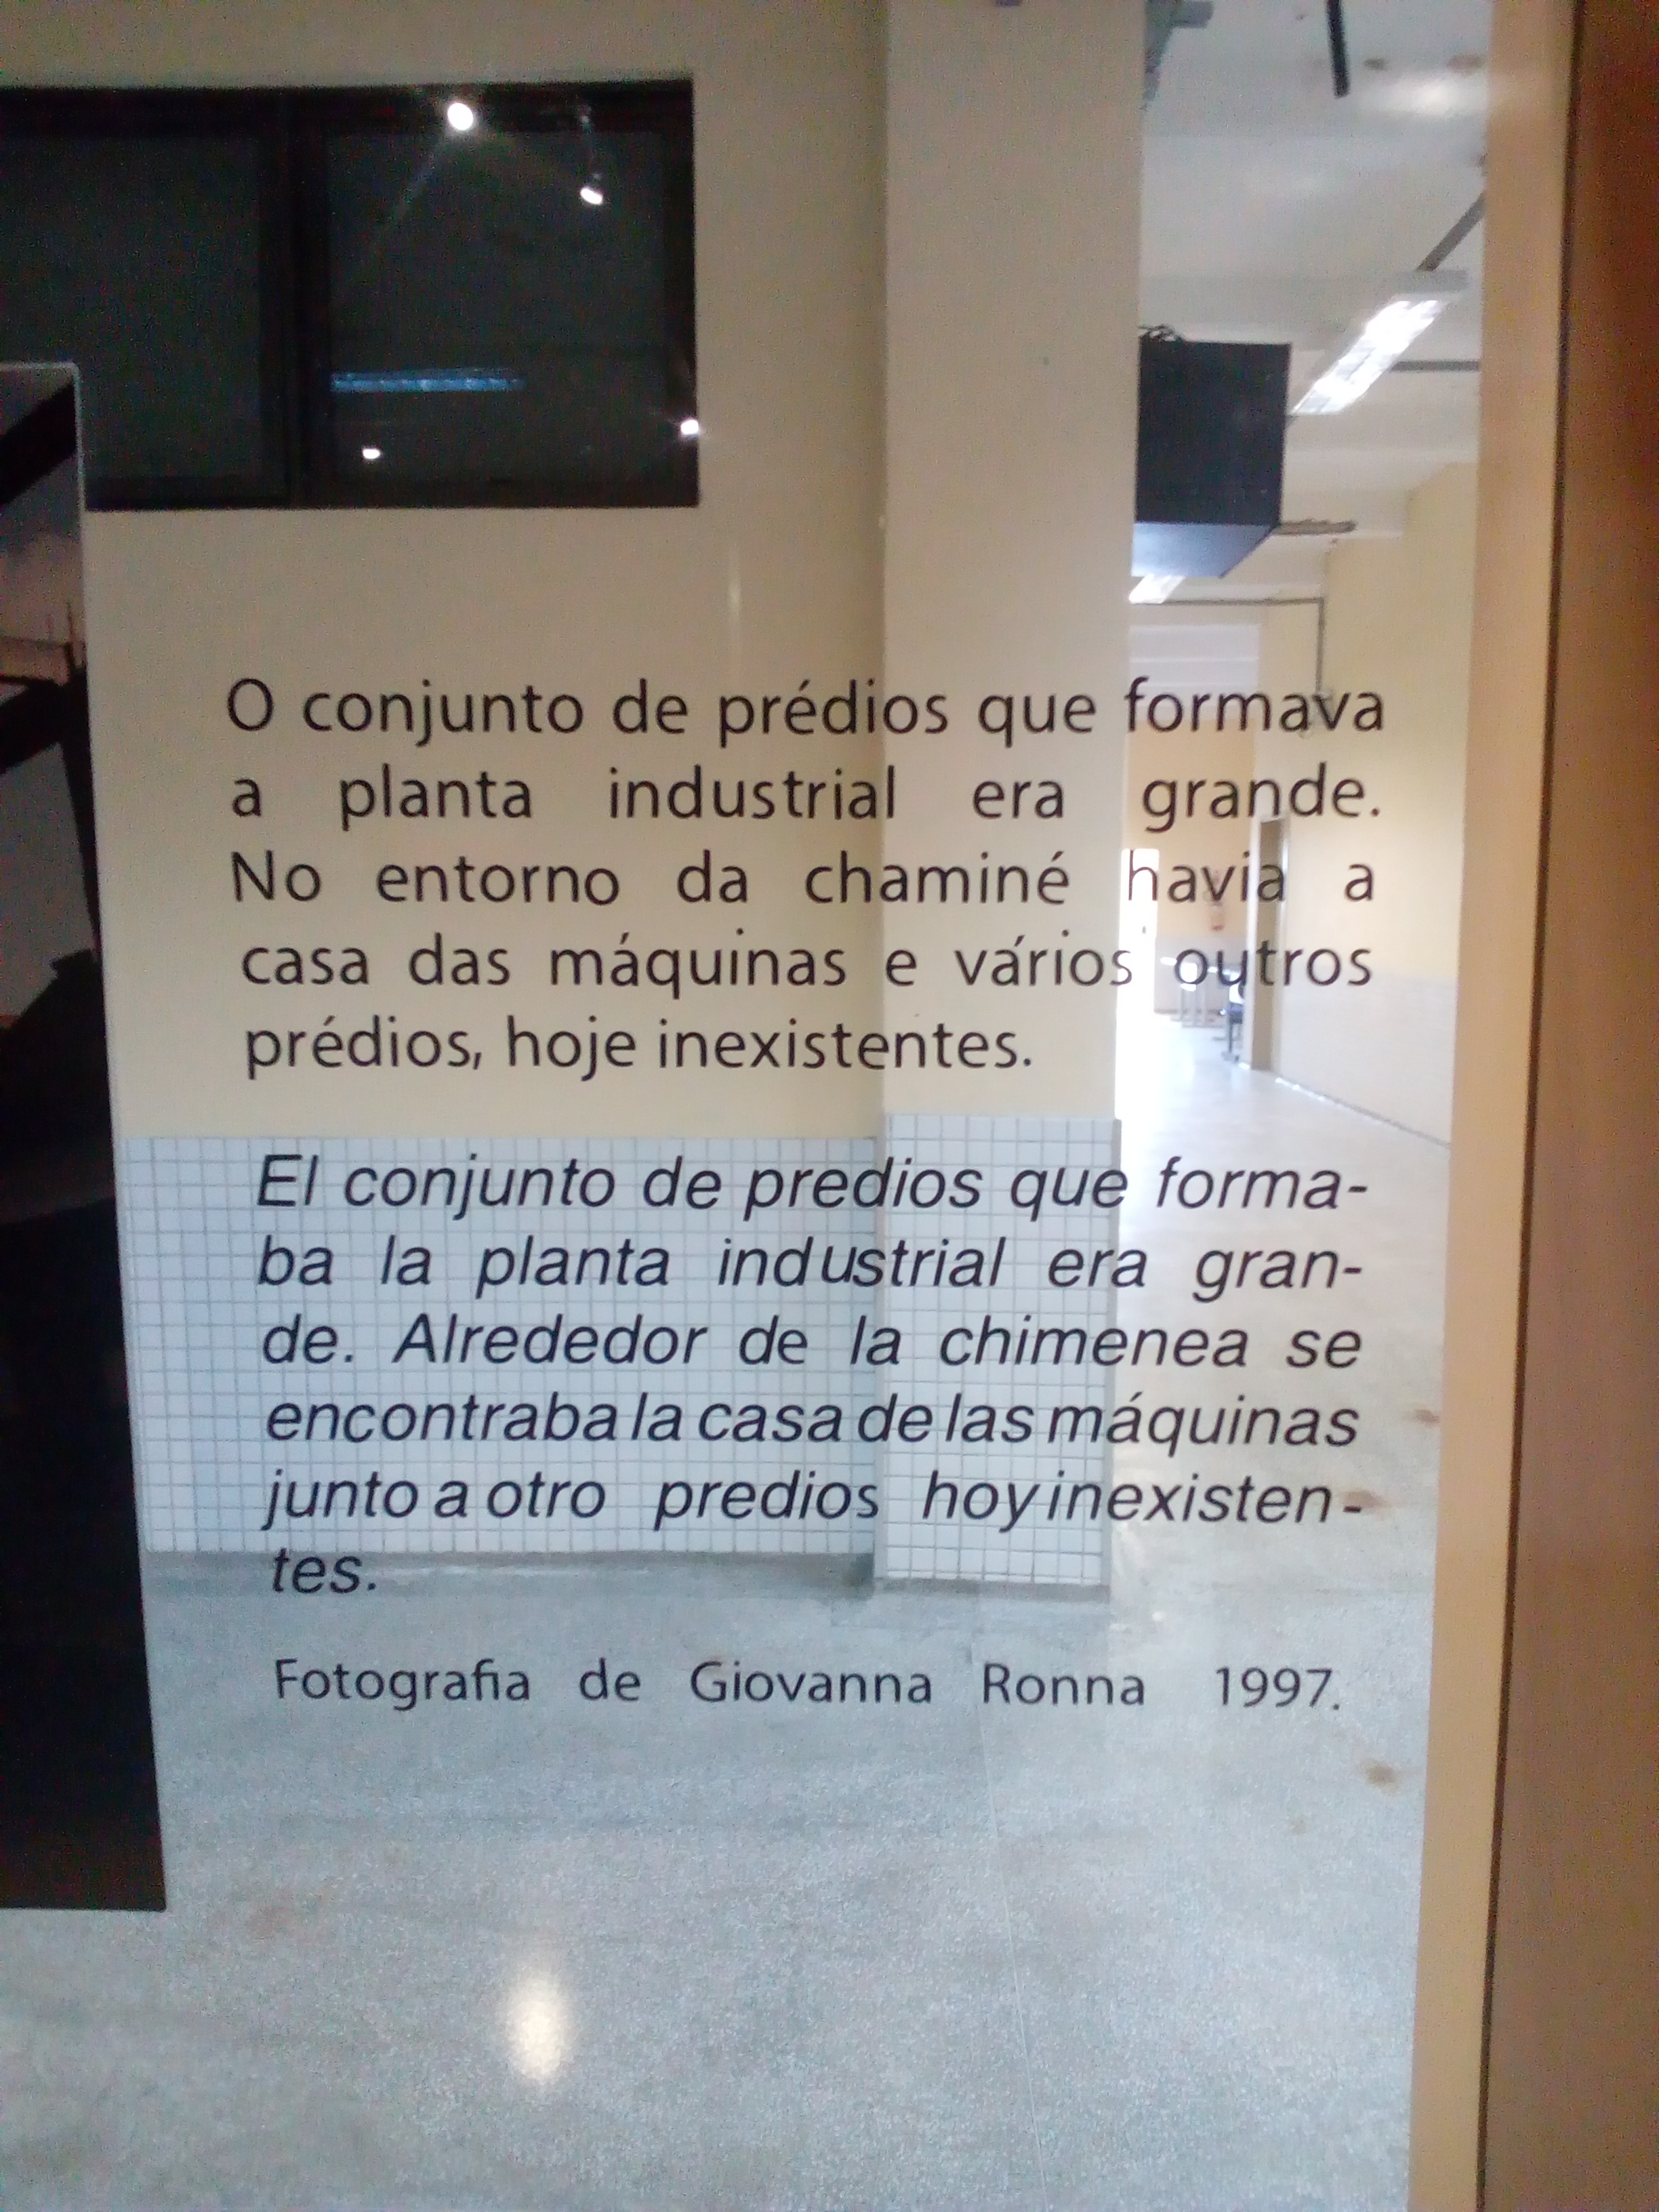 O conjunto de prédios que formava
a planta industrial era grande.
No entorno da chaminé havia a
casa das máquinas e vários outros
prédios, hoje inexistentes.
El conjunto de predios que forma-
ba la planta industrial era gran-
de. Alrededor de la chimenea se
encontraba la casa de las máquinas
junto a otro predios hoy inexisten-
tes.
Fotografia de Giovanna Ronna 1997.